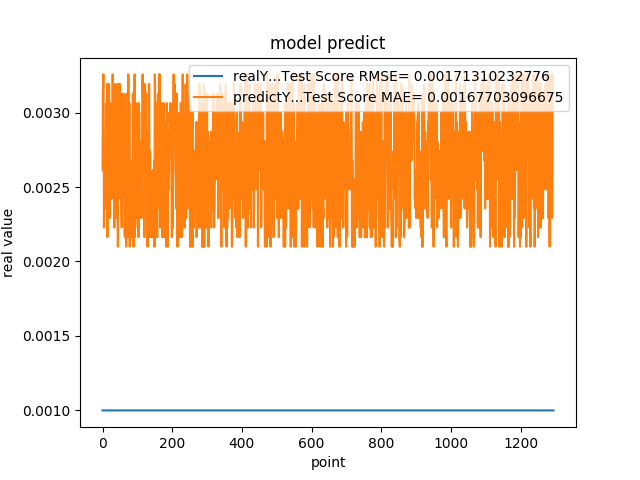 model predict
realY...Test Score RMSE= 0.00171310232776
predictY...Test Score MAE= 0.00167703096675
0.0030
0.0025
0.0020
0.0015
0.0010
real value
0 200 400 600 800 1000 1200
point